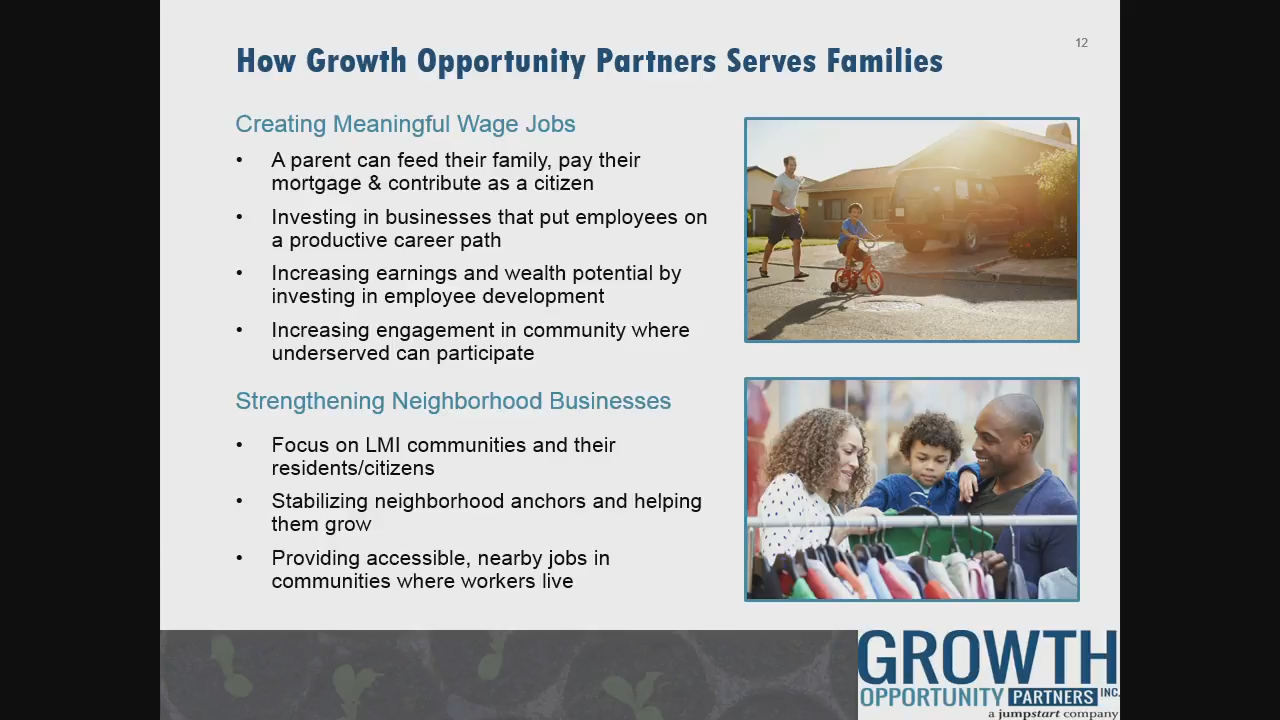 12
How Growth Opportunity Partners Serves Families
Creating Meaningful Wage Jobs
• A parent can feed their family, pay their
mortgage & contribute as a citizen
• Investing in businesses that put employees on
a productive career path
• Increasing earnings and wealth potential by
investing in employee development
• Increasing engagement in community where
underserved can participate
Strengthening Neighborhood Businesses
• Focus on LMI communities and their
residents/citizens
• Stabilizing neighborhood anchors and helping
them grow
• Providing accessible, nearby jobs in
communities where workers live
GROWTH
OPPORTUNITY PARTNERS INC.
a jumpstart company